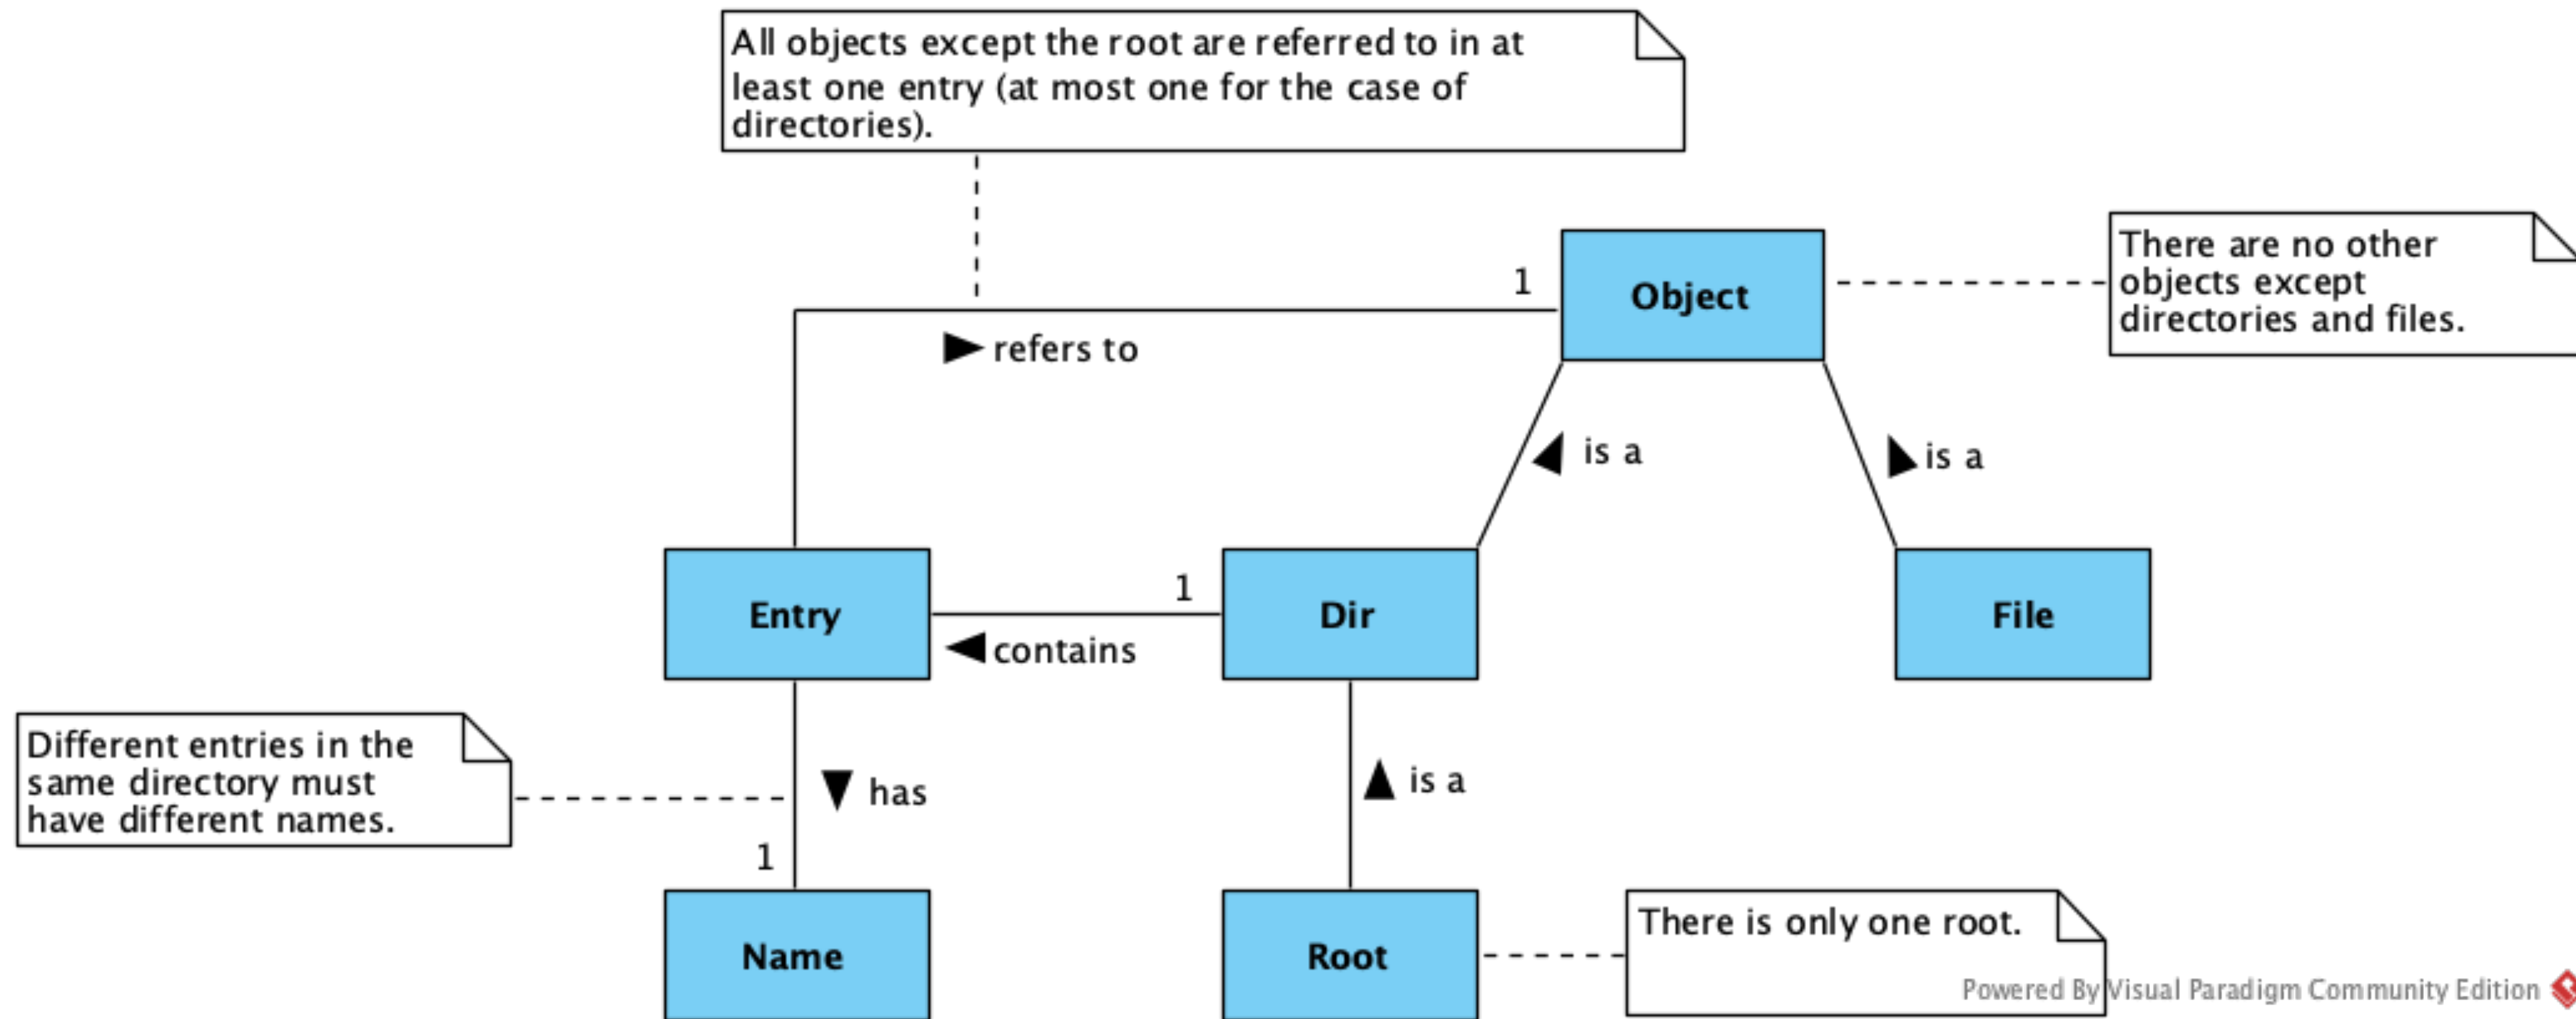 All objects except the root are referred to in at
least one entry (at most one for the case of
directories).
There are no other
objects except
directories and files.
1
Object
refers to
is a
is a
1
Entry
Dir
File
contains
Different entries in the
same directory must
have different names.
has
is a
1
Name
Root
There is only one root.
Powered By Visual Paradigm Community Edition